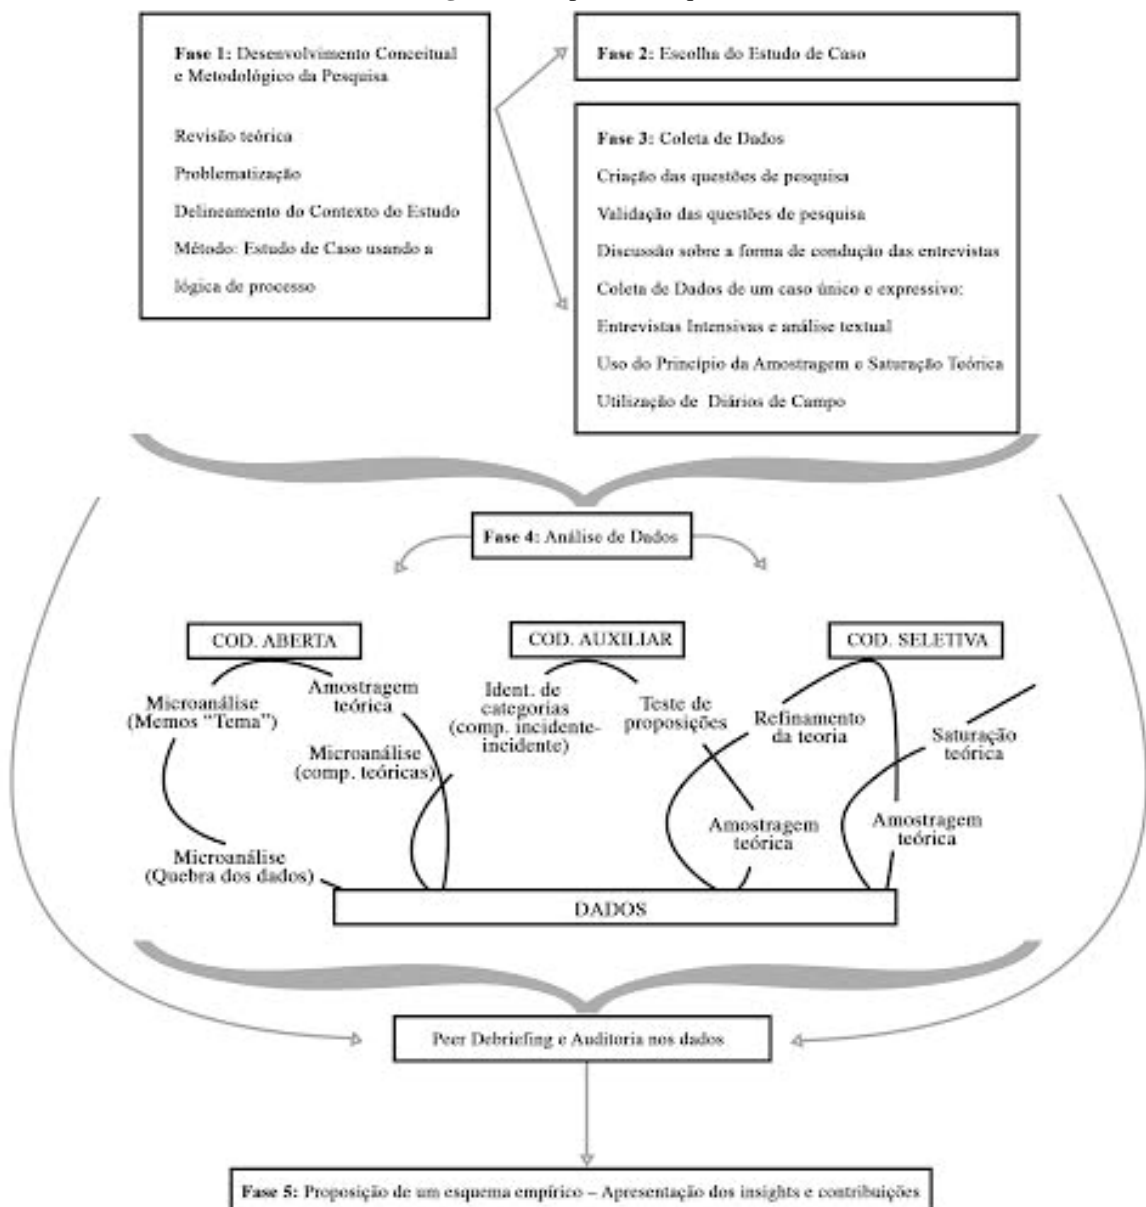 Fase 1: Desenvolvimento Conceitual
e Metodológico da Pesquisa
Revisão teórica
Problematização
Delineamento do Contexto do Estudo
Método: Estudo de Caso usando a
lógica de processo
Fase 2: Escolha do Estudo de Caso
Fase 3: Coleta de Dados
Criação das questões de pesquisa
Validação das questões de pesquisa
Discussão sobre a forma de condução das entrevistas
Coleta de Dados de um caso único e expressivo:
Entrevistas Intensivas e análise textual
Uso do Princípio da Amostragem e Saturação Teórica
Utilização de Diários de Campo
Fase 4: Análise de Dados
COD. ABERTA
Microanálise
(Memos “Tema”)
Amostragem
teórica
Microanálise
(comp. teóricas)
Microanálise
(Quebra dos dados)
COD. AUXILIAR
Ident. de
categorias
(comp. incidente-
incidente)
Teste de
proposições
Amostragem
teórica
COD. SELETIVA
Refinamento
da teoria
Saturação
teórica
Amostragem
teórica
DADOS
Peer Debriefing e Auditoria nos dados
Fase 5: Proposição de um esquema empírico – Apresentação dos insights e contribuições